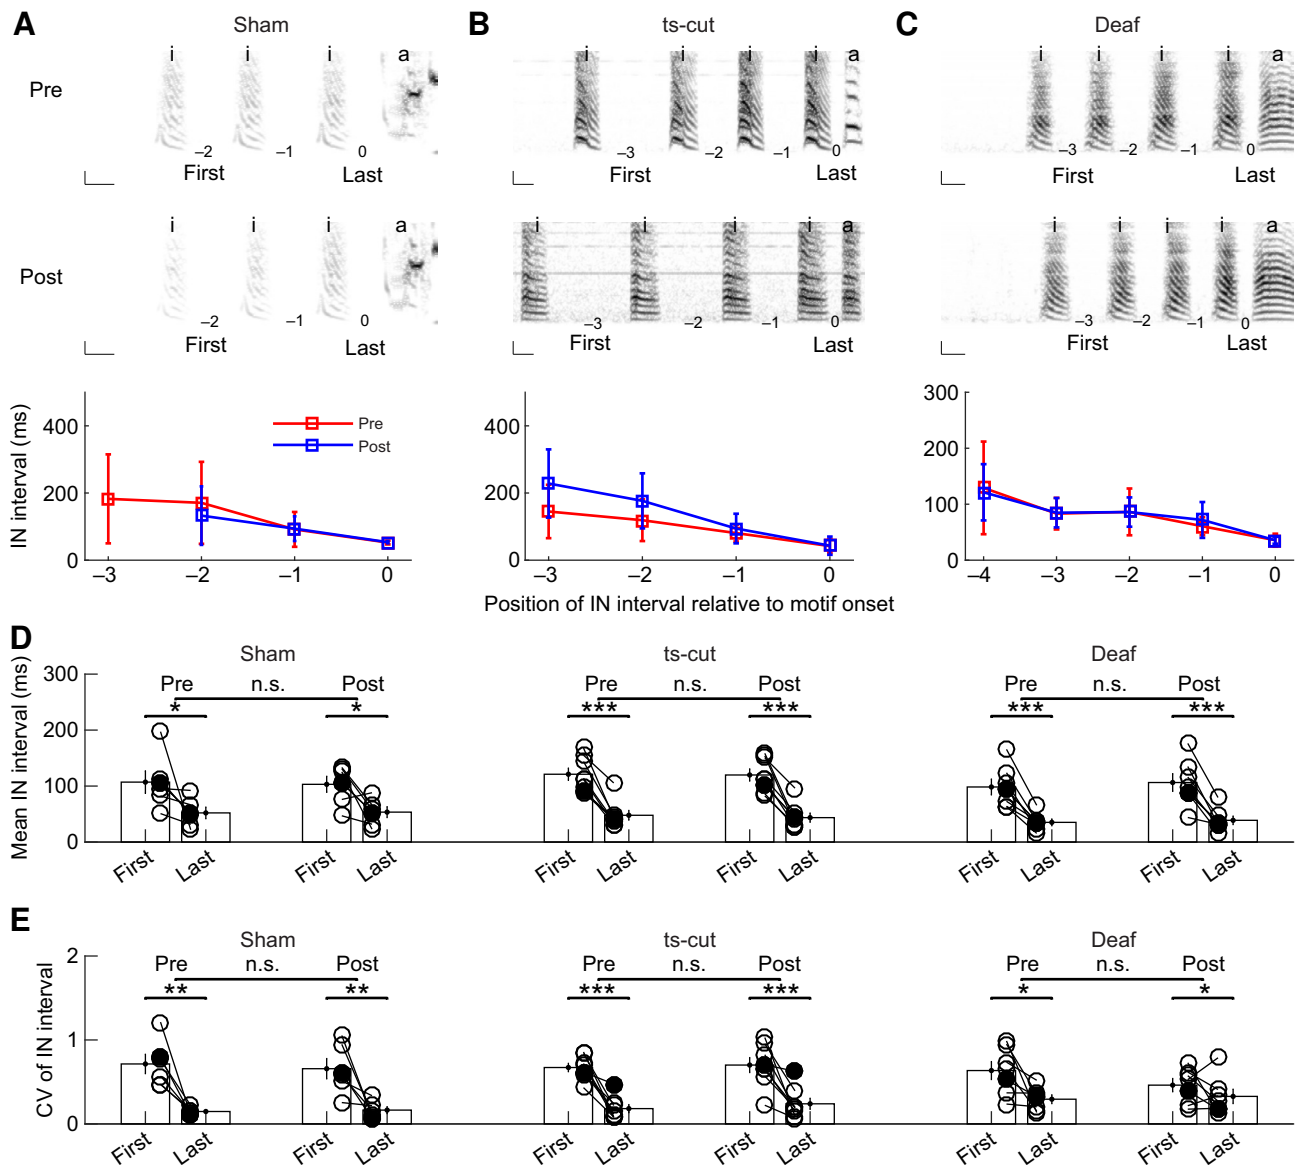 A Sham B ts-cut C Deaf
Pre
i i i a
–2 –1 0
First Last
i i i i a
–3 –2 –1 0
First Last
i i i i a
–3 –2 –1 0
First Last
Post
i i i a
–2 –1 0
First Last
i i i i a
–3 –2 –1 0
First Last
i i i i a
–3 –2 –1 0
First Last
IN interval (ms)
400
200
0
–3 –2 –1 0
Pre
Post
400
200
0
–3 –2 –1 0
300
200
100
0
–4 –3 –2 –1 0
Position of IN interval relative to motif onset
D
Sham ts-cut Deaf
Mean IN interval (ms)
300
200
100
0
Pre n.s. Post Pre n.s. Post Pre n.s. Post
* * *** *** *** ***
First Last First Last First Last First Last First Last First Last
E
Sham ts-cut Deaf
CV of IN interval
2
1
0
Pre n.s. Post Pre n.s. Post Pre n.s. Post
** ** *** *** * *
First Last First Last First Last First Last First Last First Last